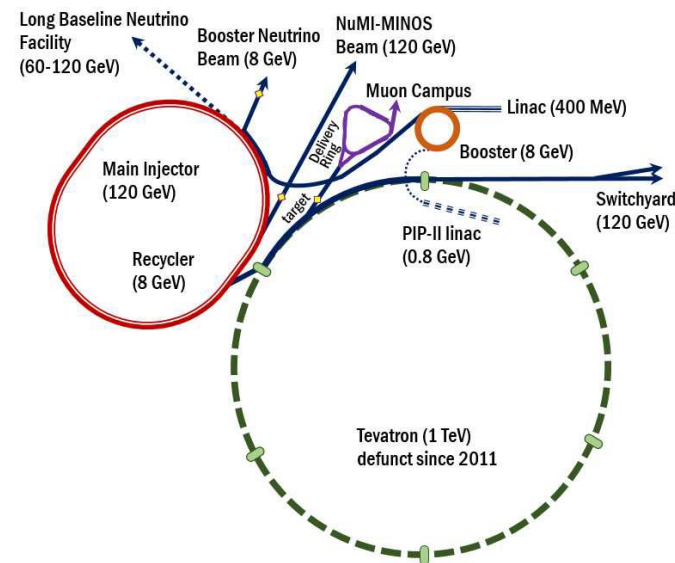 Long Baseline Neutrino
Facility
(60-120 GeV)
Booster Neutrino
Beam (8 GeV)
NuMI-MINOS
Beam (120 GeV)
Muon Campus
Linac (400 MeV)
Delivery
Ring
Booster (8 GeV)
Main Injector
(120 GeV)
target
Switchyard
(120 GeV)
PIP-II linac
(0.8 GeV)
Recycler
(8 GeV)
Tevatron (1 TeV)
defunct since 2011